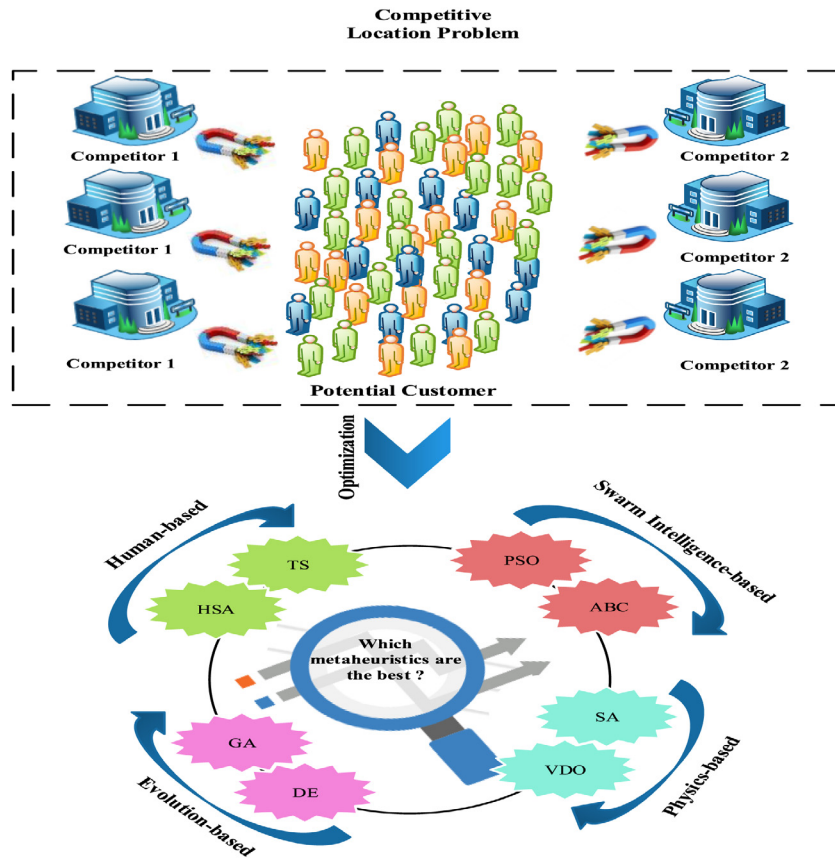 Competitive
Location Problem
Competitor 1
Competitor 2
Competitor 1
Competitor 2
Competitor 1
Competitor 2
Potential Customer
Optimization
Human-based
Swarm Intelligence-based
TS
PSO
HSA
ABC
Which
metaheuristics are
the best ?
GA
SA
DE
VDO
Evolution-based
Physics-based